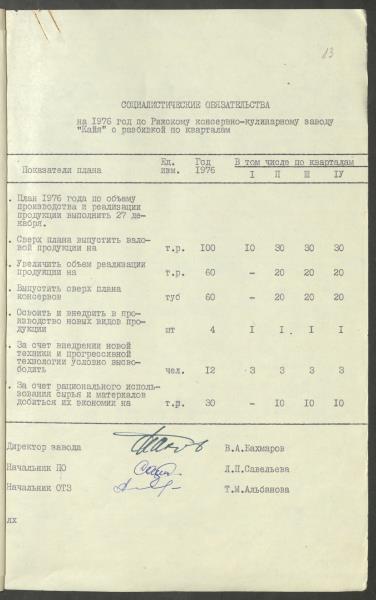 13
СОЦИАЛИСТИЧЕСКИЕ ОБЯЗАТЕЛЬСТВА
на 1976 год по Рижскому консервно-кулинарному заводу
"Кайя" с разбивкой по кварталам
Показатели плана Ед. изм. Год 1976 В том числе по кварталам
I П Ш IУ
. План 1976 года по объему
производства и реализации
продукции выполнить 27 де-
кабря.
. Сверх плана выпустить вало-
вой продукции на т.р. 100 10 30 30 30
. Увеличить объем реализации
продукции на т.р. 60 - 20 20 20
. Выпустить сверх плана
консервов туб 60 - 20 20 20
. Освоить и внедрить в про-
изводство новых видов про-
дукции шт 4 I I I I
. За счет внедрения новой
техники и прогрессивной
технологии условно высво-
бодить чел. 12 3 3 3 3
. За счет рационального исполь-
зования сырья и материалов
добиться их экономии на т.р. 30 - 10 10 10
Директор завода В.А.Бахмаров
Начальник ПО Л.П.Савельева
Начальник ОТЗ Т.М.Альбанова
лх